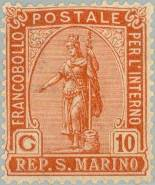 FRANCOBOLLO POSTALE PER L'INTERNO
C 10
REP. S. MARINO